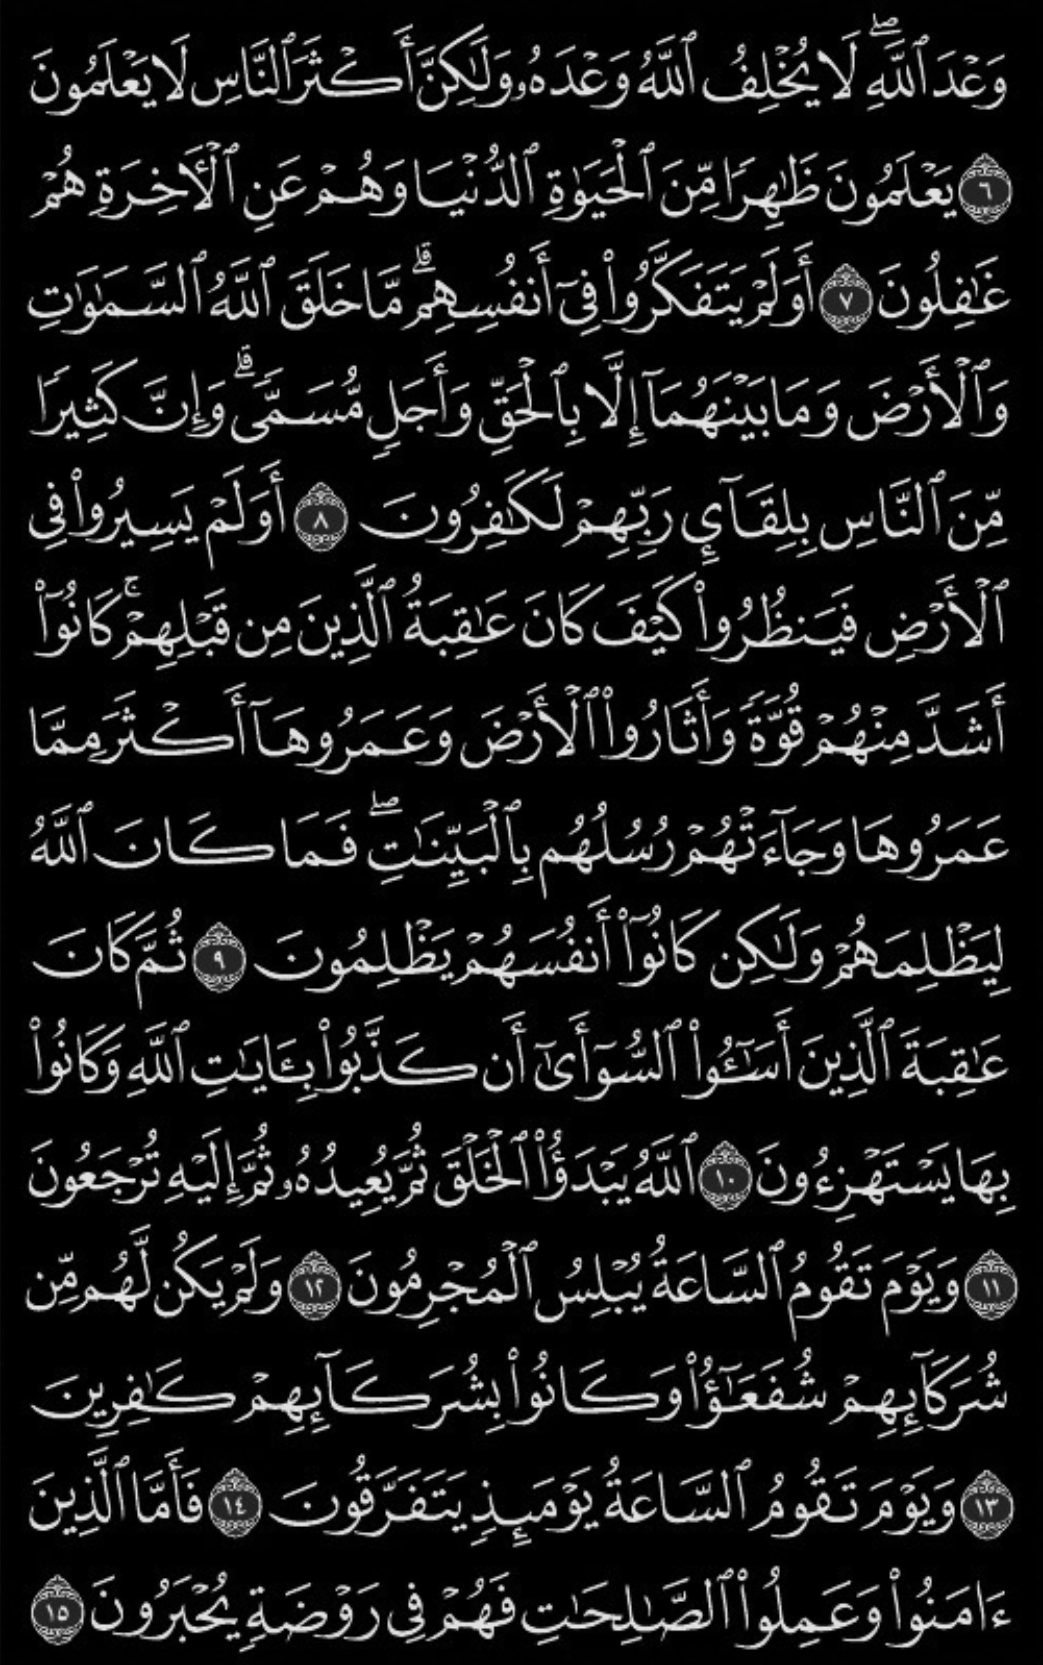 وَعْدَ ٱللَّهِ ۖ لَا يُخْلِفُ ٱللَّهُ وَعْدَهُۥ وَلَٰكِنَّ أَكْثَرَ ٱلنَّاسِ لَا يَعْلَمُونَ
٦ يَعْلَمُونَ ظَٰهِرًا مِّنَ ٱلْحَيَوٰةِ ٱلدُّنْيَا وَهُمْ عَنِ ٱلْأَخِرَةِ هُمْ
غَٰفِلُونَ ٧ أَوَلَمْ يَتَفَكَّرُوا۟ فِىٓ أَنفُسِهِم ۗ مَّا خَلَقَ ٱللَّهُ ٱلسَّمَٰوَٰتِ
وَٱلْأَرْضَ وَمَا بَيْنَهُمَآ إِلَّا بِٱلْحَقِّ وَأَجَلٍ مُّسَمًّى ۗ وَإِنَّ كَثِيرًا
مِّنَ ٱلنَّاسِ بِلِقَآئِ رَبِّهِمْ لَكَٰفِرُونَ ٨ أَوَلَمْ يَسِيرُوا۟ فِى
ٱلْأَرْضِ فَيَنظُرُوا۟ كَيْفَ كَانَ عَٰقِبَةُ ٱلَّذِينَ مِن قَبْلِهِمْ ۚ كَانُوٓا۟
أَشَدَّ مِنْهُمْ قُوَّةً وَأَثَارُوا۟ ٱلْأَرْضَ وَعَمَرُوهَآ أَكْثَرَ مِمَّا
عَمَرُوهَا وَجَآءَتْهُمْ رُسُلُهُم بِٱلْبَيِّنَٰتِ ۖ فَمَا كَانَ ٱللَّهُ
لِيَظْلِمَهُمْ وَلَٰكِن كَانُوٓا۟ أَنفُسَهُمْ يَظْلِمُونَ ٩ ثُمَّ كَانَ
عَٰقِبَةَ ٱلَّذِينَ أَسَٰٓـُٔوا۟ ٱلسُّوٓأَىٰٓ أَن كَذَّبُوا۟ بِـَٔايَٰتِ ٱللَّهِ وَكَانُوا۟
بِهَا يَسْتَهْزِءُونَ ١٠ ٱللَّهُ يَبْدَؤُا۟ ٱلْخَلْقَ ثُمَّ يُعِيدُهُۥ ثُمَّ إِلَيْهِ تُرْجَعُونَ
١١ وَيَوْمَ تَقُومُ ٱلسَّاعَةُ يُبْلِسُ ٱلْمُجْرِمُونَ ١٢ وَلَمْ يَكُن لَّهُم مِّن
شُرَكَآئِهِمْ شُفَعَٰٓؤُا۟ وَكَانُوا۟ بِشُرَكَآئِهِمْ كَٰفِرِينَ
١٣ وَيَوْمَ تَقُومُ ٱلسَّاعَةُ يَوْمَئِذٍ يَتَفَرَّقُونَ ١٤ فَأَمَّا ٱلَّذِينَ
ءَامَنُوا۟ وَعَمِلُوا۟ ٱلصَّٰلِحَٰتِ فَهُمْ فِى رَوْضَةٍ يُحْبَرُونَ ١٥